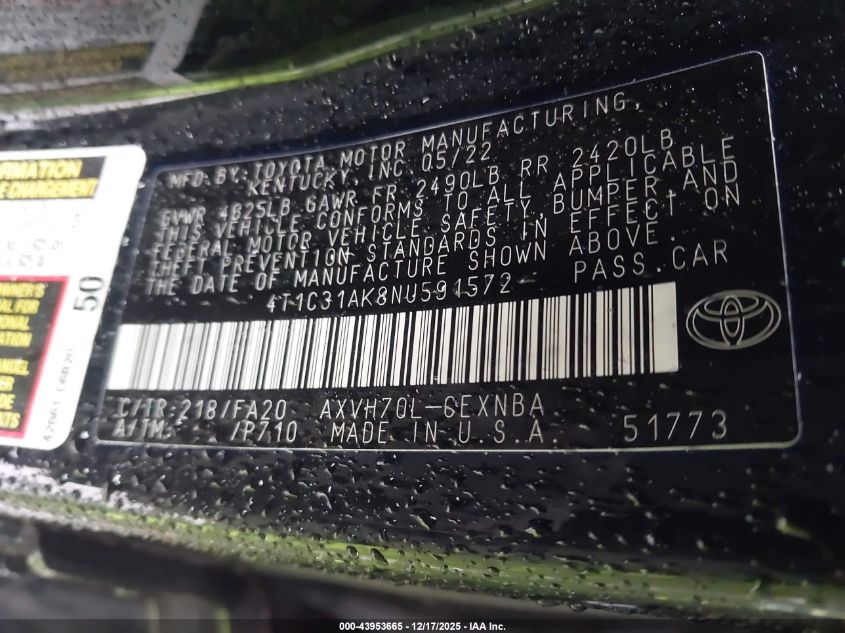 MFD. BY: TOYOTA MOTOR MANUFACTURING,
KENTUCKY, INC. 05/22
GVWR 4825LB GAWR FR 2490LB RR 2420LB
THIS VEHICLE CONFORMS TO ALL APPLICABLE
FEDERAL MOTOR VEHICLE SAFETY, BUMPER, AND
THEFT PREVENTION STANDARDS IN EFFECT ON
THE DATE OF MANUFACTURE SHOWN ABOVE.
4T1C31AK8NU591572 PASS. CAR
C/TR: 218/FA20 AXVH70L-GEXNBA
A/TM: /P710 MADE IN U.S.A. 51773
50
000-43953665 - 12/17/2025 - IAA Inc.